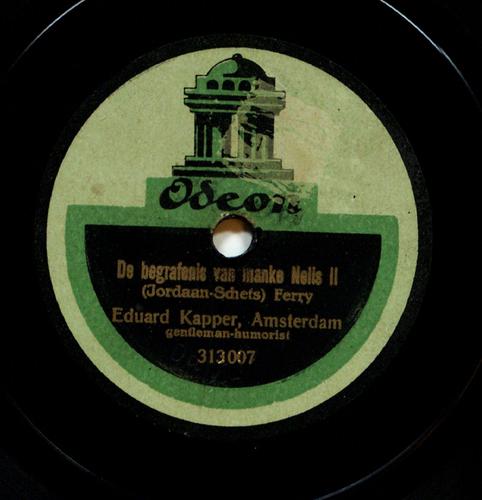 Odeon
De begrafenis van manke Nelis II
(Jordaan-Schets) Ferry
Eduard Kapper, Amsterdam
gentleman-humorist
313007